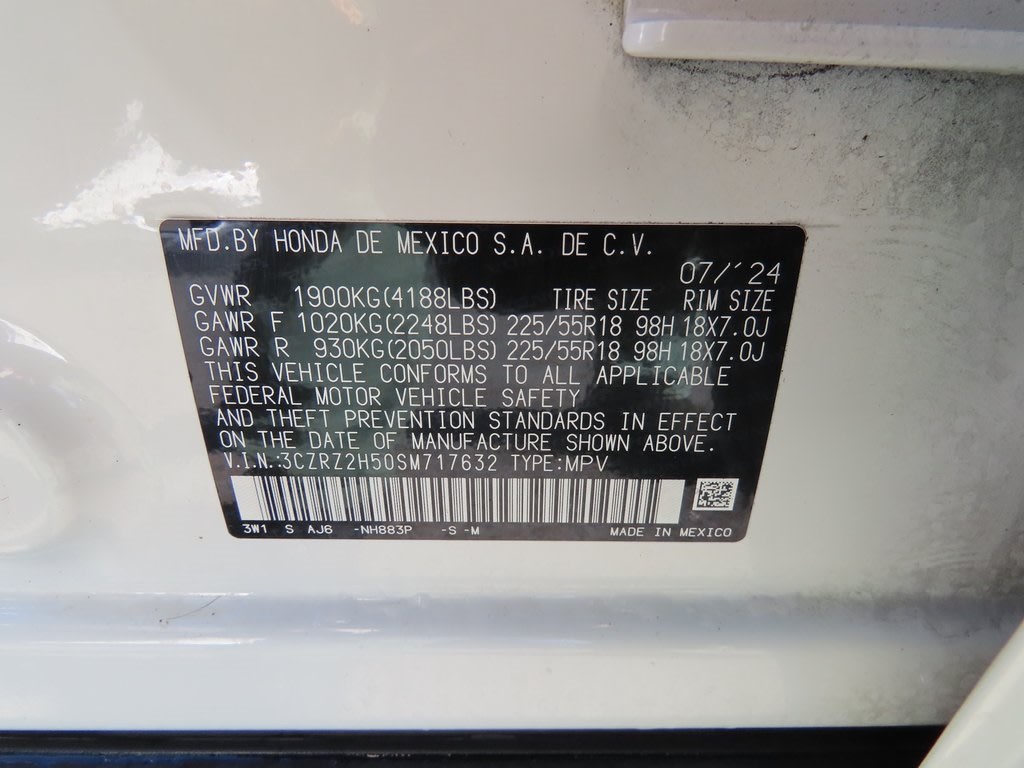 MFD.BY HONDA DE MEXICO S.A. DE C.V.
07/'24
GVWR 1900KG(4188LBS) TIRE SIZE RIM SIZE
GAWR F 1020KG(2248LBS) 225/55R18 98H 18X7.0J
GAWR R 930KG(2050LBS) 225/55R18 98H 18X7.0J
THIS VEHICLE CONFORMS TO ALL APPLICABLE
FEDERAL MOTOR VEHICLE SAFETY
AND THEFT PREVENTION STANDARDS IN EFFECT
ON THE DATE OF MANUFACTURE SHOWN ABOVE.
V.I.N.:3CZRZ2H50SM717632 TYPE:MPV
3W1 S AJ6 -NH883P -S -M MADE IN MEXICO